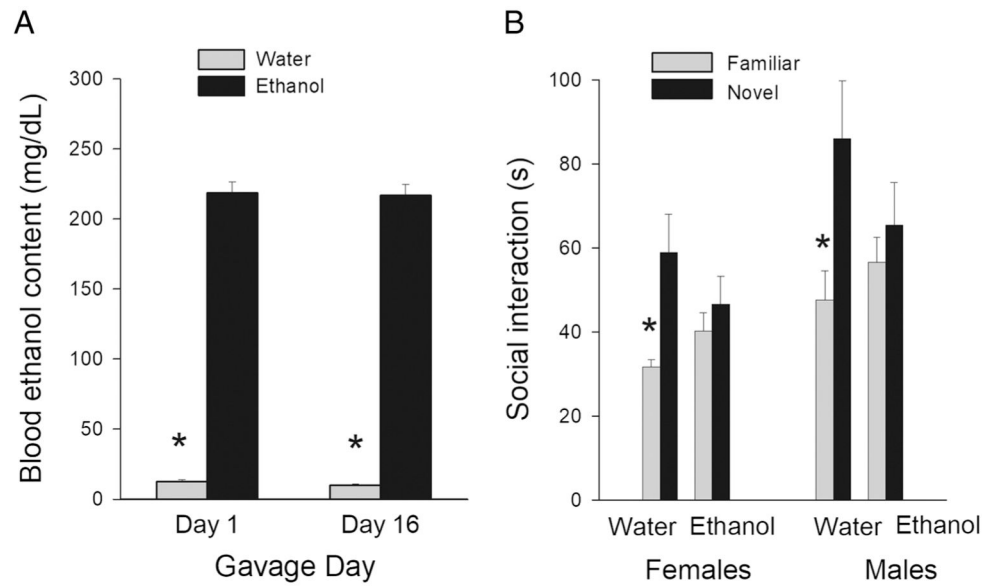 A
Water
Ethanol
Blood ethanol content (mg/dL)
300
250
200
150
100
50
0
*
*
Day 1
Day 16
Gavage Day
B
Familiar
Novel
Social interaction (s)
100
80
60
40
20
0
*
*
Water Ethanol
Water Ethanol
Females
Males